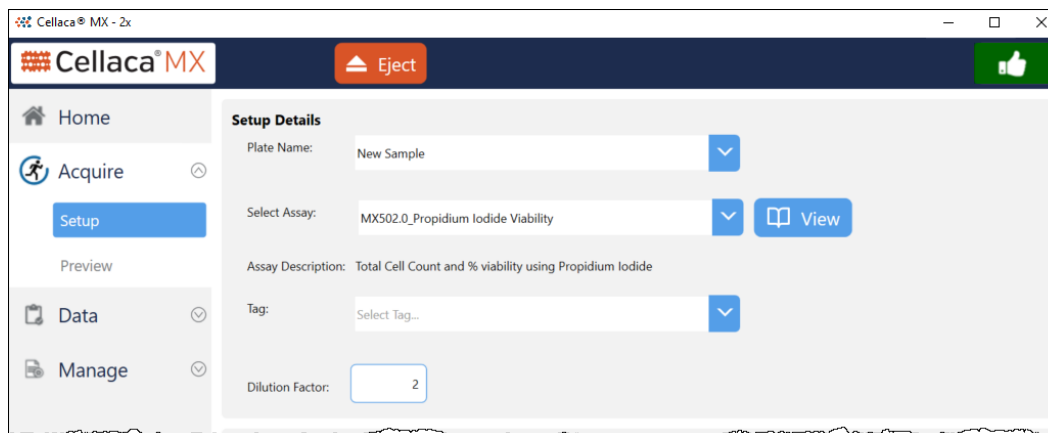 Cellaca® MX - 2x
Cellaca® MX
Eject
Home
Acquire
Setup
Preview
Data
Manage
Setup Details
Plate Name: New Sample
Select Assay: MX502.0_Propidium Iodide Viability View
Assay Description: Total Cell Count and % viability using Propidium Iodide
Tag: Select Tag...
Dilution Factor: 2